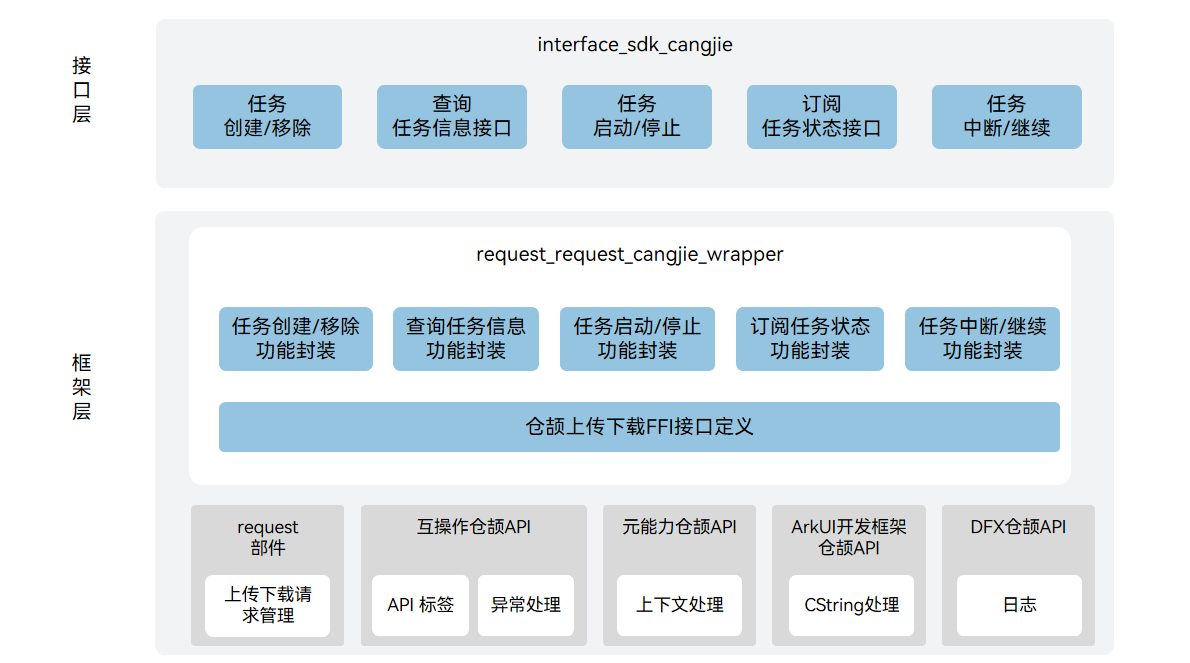 接
口
层
interface_sdk_cangjie
任务
创建/移除
查询
任务信息接口
任务
启动/停止
订阅
任务状态接口
任务
中断/继续
框
架
层
request_request_cangjie_wrapper
任务创建/移除
功能封装
查询任务信息
功能封装
任务启动/停止
功能封装
订阅任务状态
功能封装
任务中断/继续
功能封装
仓颉上传下载FFI接口定义
request
部件
上传下载请
求管理
互操作仓颉API
API 标签
异常处理
元能力仓颉API
上下文处理
ArkUI开发框架
仓颉API
CString处理
DFX仓颉API
日志